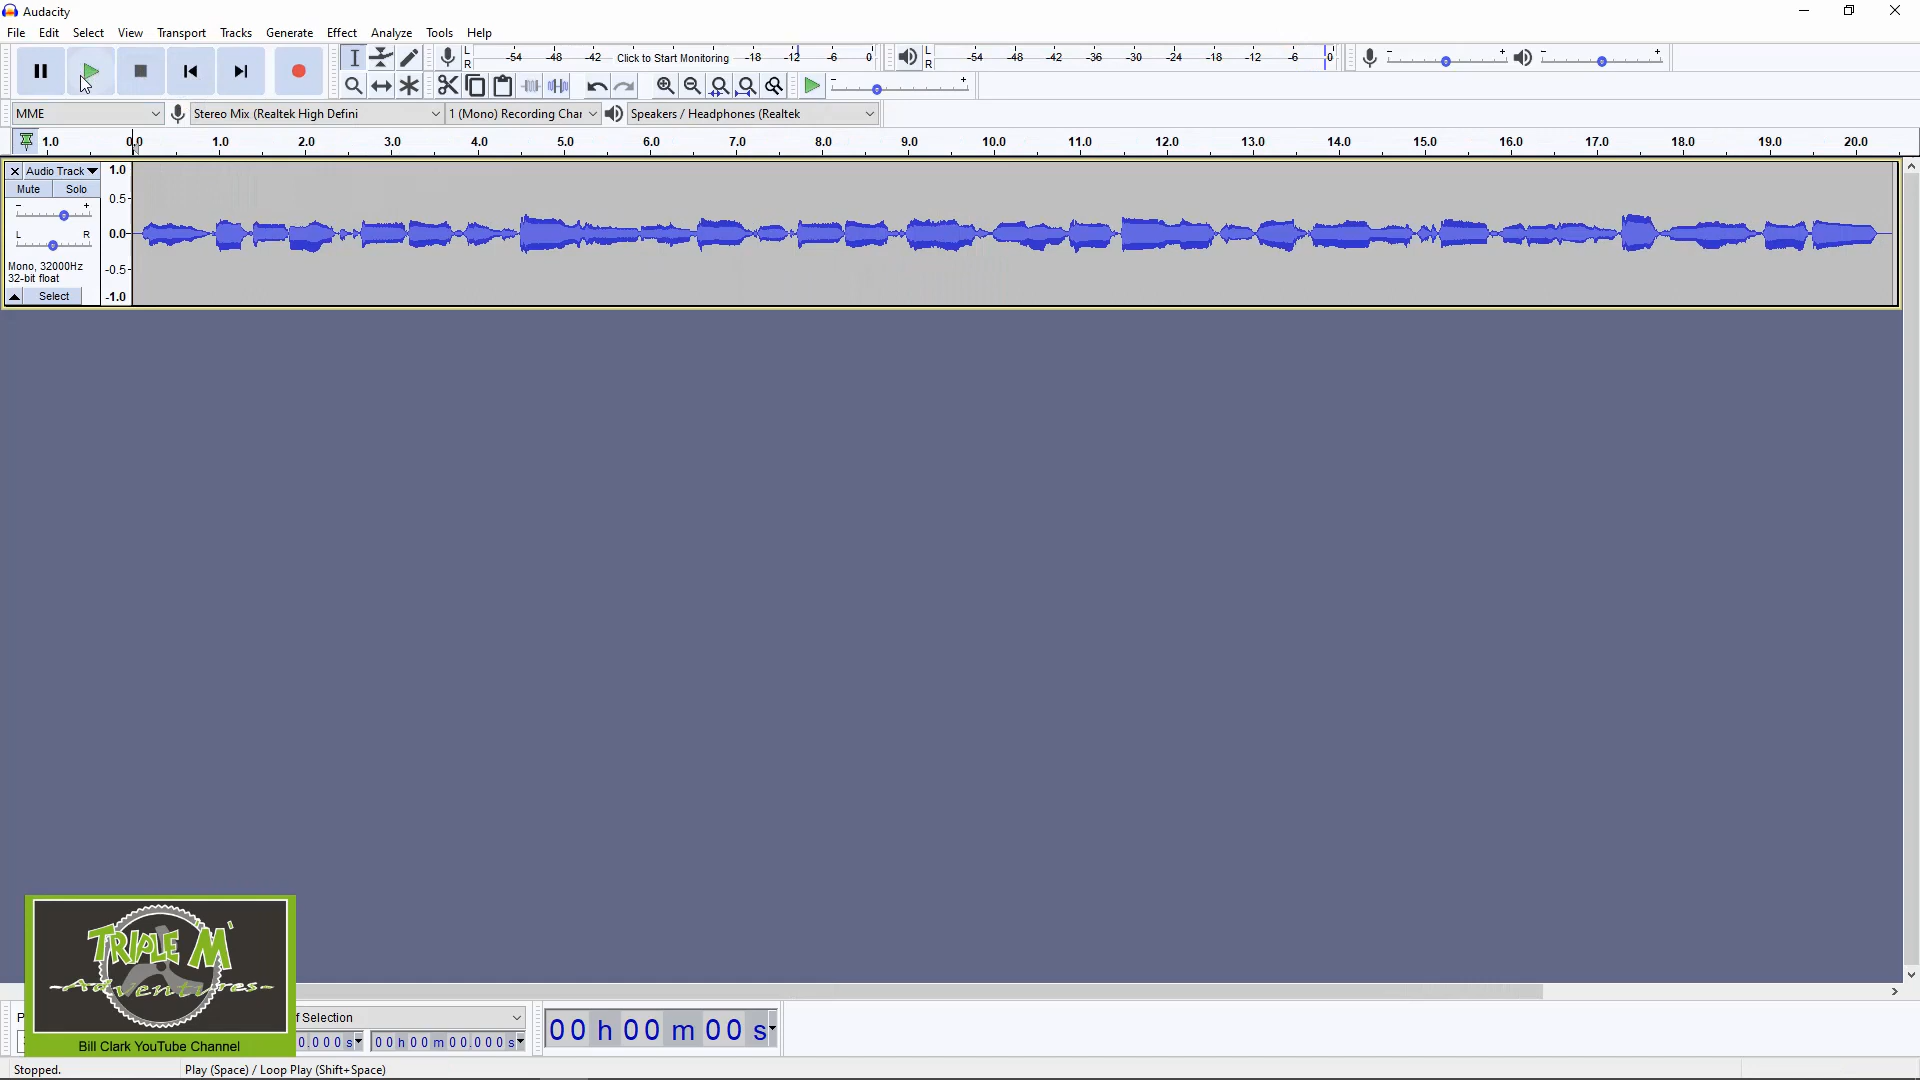 Audacity
File Edit Select View Transport Tracks Generate Effect Analyze Tools Help
L R -54 -48 -42 Click to Start Monitoring -18 -12 -6 0
L R -54 -48 -42 -36 -30 -24 -18 -12 -6 0
- + - +
- +
MME Stereo Mix (Realtek High Defini 1 (Mono) Recording Char Speakers / Headphones (Realtek
1.0 0.0 1.0 2.0 3.0 4.0 5.0 6.0 7.0 8.0 9.0 10.0 11.0 12.0 13.0 14.0 15.0 16.0 17.0 18.0 19.0 20.0
Audio Track 1.0
Mute Solo
0.5
- +
L R 0.0
Mono, 32000Hz -0.5
32-bit float
Select -1.0
TRIPLE M
-Adventures-
Bill Clark YouTube Channel
f Selection
0.000 s 00 h 00 m 00.000 s
00 h 00 m 00 s
Stopped. Play (Space) / Loop Play (Shift+Space)